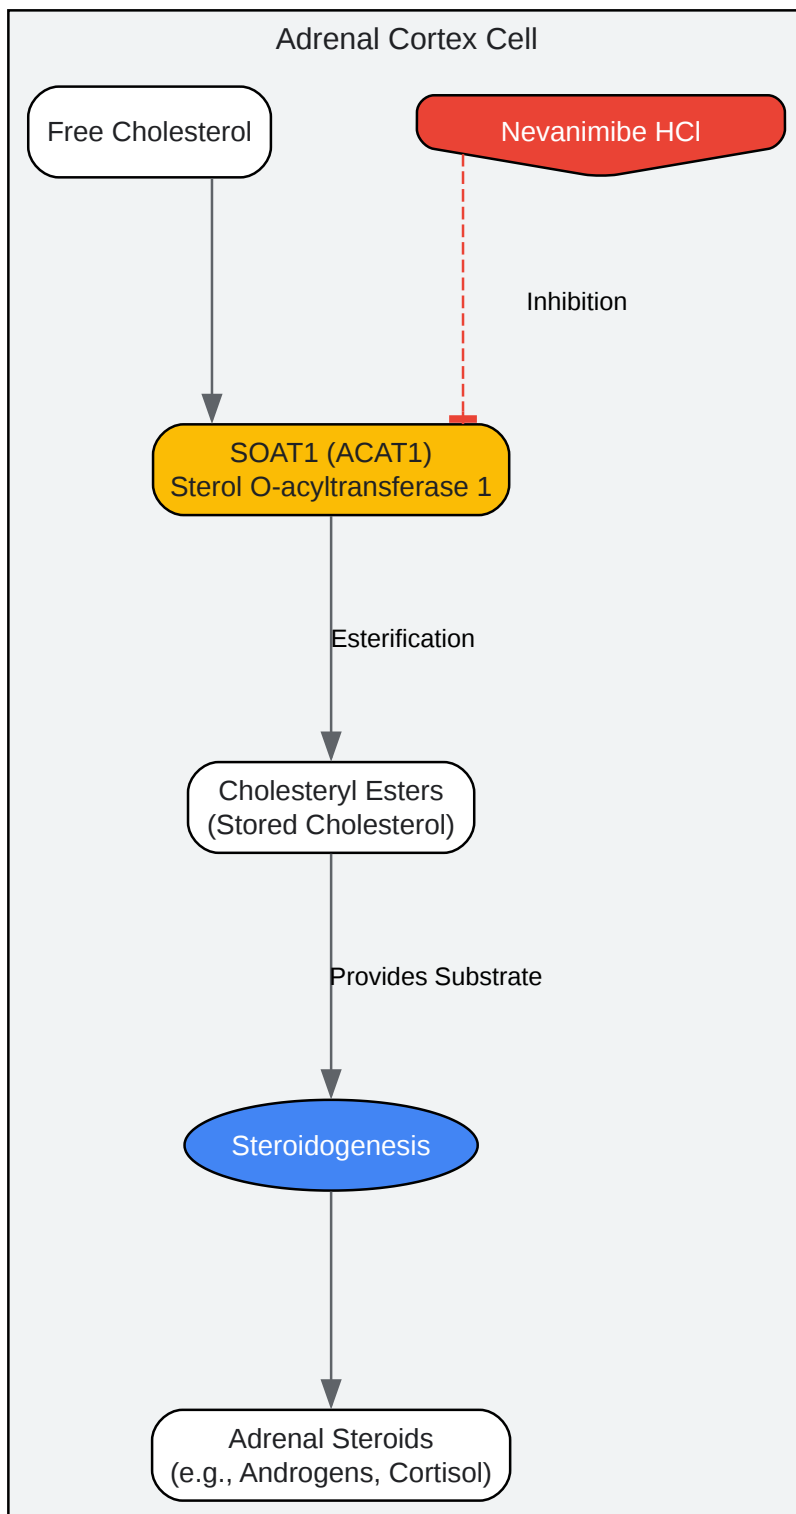 Adrenal Cortex Cell
Free Cholesterol
Nevanimibe HCl
Inhibition
SOAT1 (ACAT1)
Sterol O-acyltransferase 1
Esterification
Cholesteryl Esters
(Stored Cholesterol)
Provides Substrate
Steroidogenesis
Adrenal Steroids
(e.g., Androgens, Cortisol)